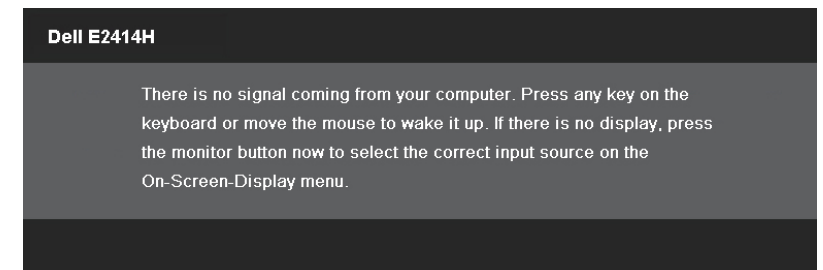 Dell E2414H
There is no signal coming from your computer. Press any key on the
keyboard or move the mouse to wake it up. If there is no display, press
the monitor button now to select the correct input source on the
On-Screen-Display menu.